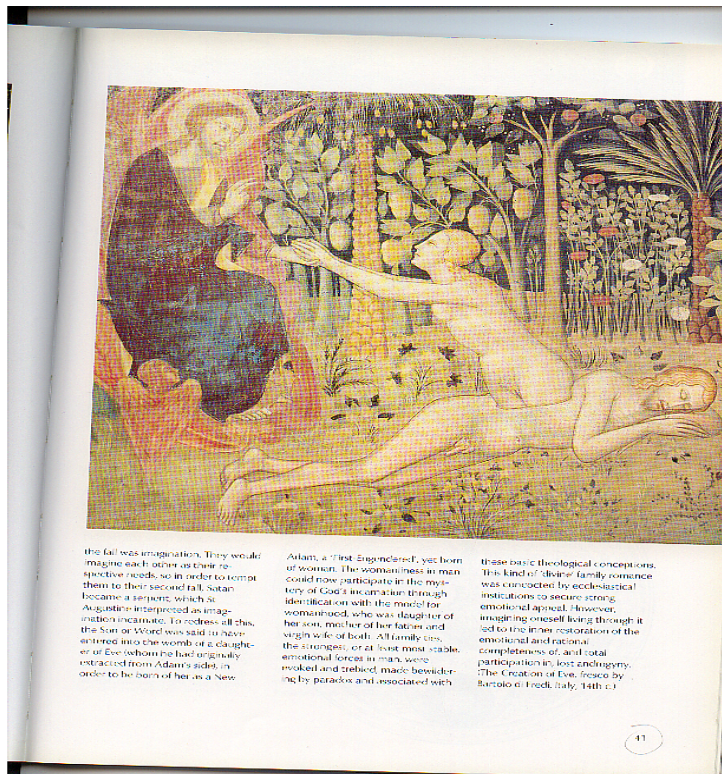 the fall was imagination. They would
imagine each other as their re-
spective needs, so in order to tempt
them to their second fall, Satan
became a serpent, which St
Augustine interpreted as imag-
ination incarnate. To redress all this,
the Son or Word was said to have
entered into the womb of a daught-
er of Eve (whom he had originally
extracted from Adam's side), in
order to be born of her as a New
Adam, a 'First-Engendered', yet born
of woman. The womanliness in man
could now participate in the mys-
tery of God's incarnation through
identification with the model for
womanhood, who was daughter of
her son, mother of her father and
virgin wife of both. All family ties,
the strongest, or at least most stable,
emotional forces in man, were
evoked and trebled, made bewilder-
ing by paradox and associated with
these basic theological conceptions.
This kind of 'divine' family romance
was concocted by ecclesiastical
institutions to secure strong
emotional appeal. However,
imagining oneself living through it
led to the inner restoration of the
emotional and rational
completeness of, and total
participation in, lost androgyny.
(The Creation of Eve, fresco by
Bartolo di Fredi, Italy, 14th c.)
41